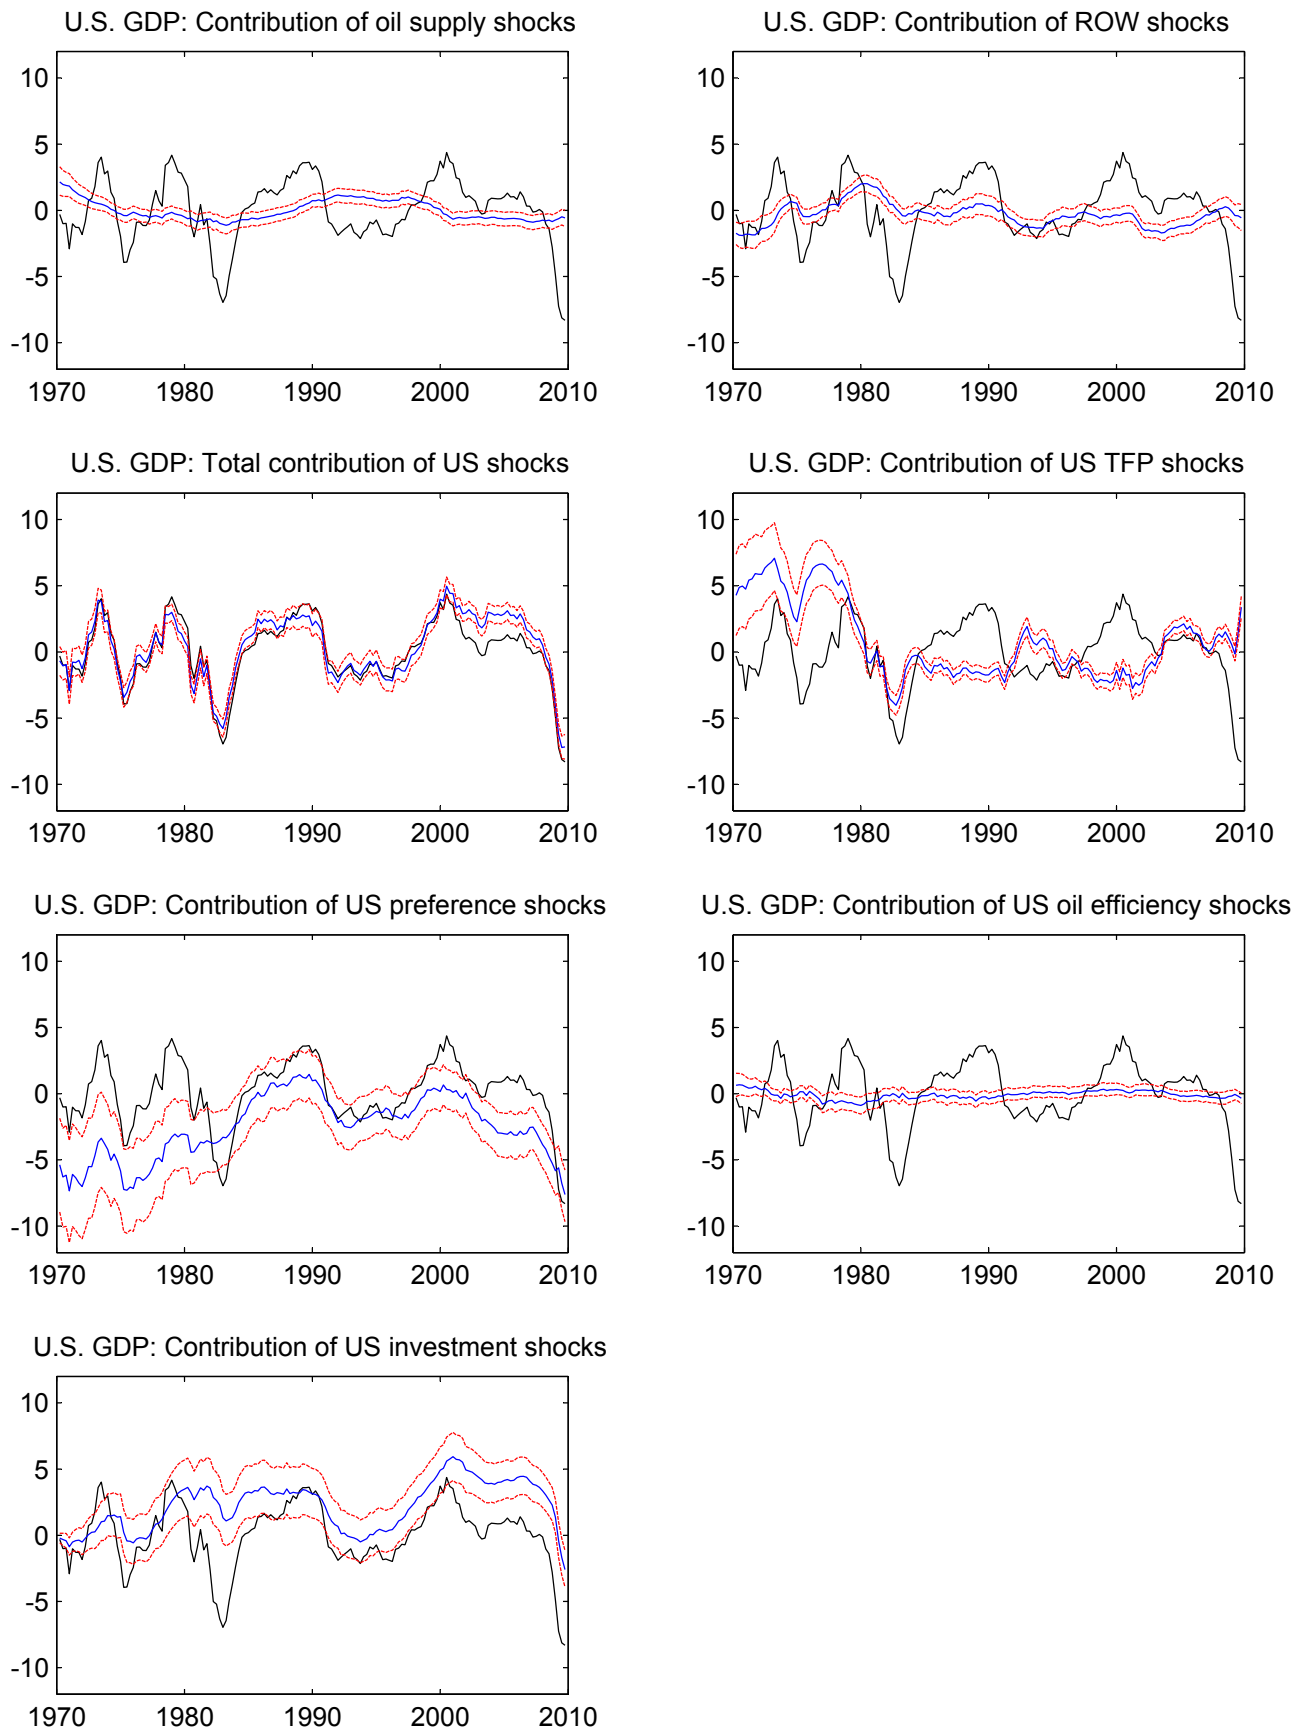 U.S. GDP: Contribution of oil supply shocks
10
5
0
-5
-10
1970 1980 1990 2000 2010
U.S. GDP: Contribution of ROW shocks
10
5
0
-5
-10
1970 1980 1990 2000 2010
U.S. GDP: Total contribution of US shocks
10
5
0
-5
-10
1970 1980 1990 2000 2010
U.S. GDP: Contribution of US TFP shocks
10
5
0
-5
-10
1970 1980 1990 2000 2010
U.S. GDP: Contribution of US preference shocks
10
5
0
-5
-10
1970 1980 1990 2000 2010
U.S. GDP: Contribution of US oil efficiency shocks
10
5
0
-5
-10
1970 1980 1990 2000 2010
U.S. GDP: Contribution of US investment shocks
10
5
0
-5
-10
1970 1980 1990 2000 2010